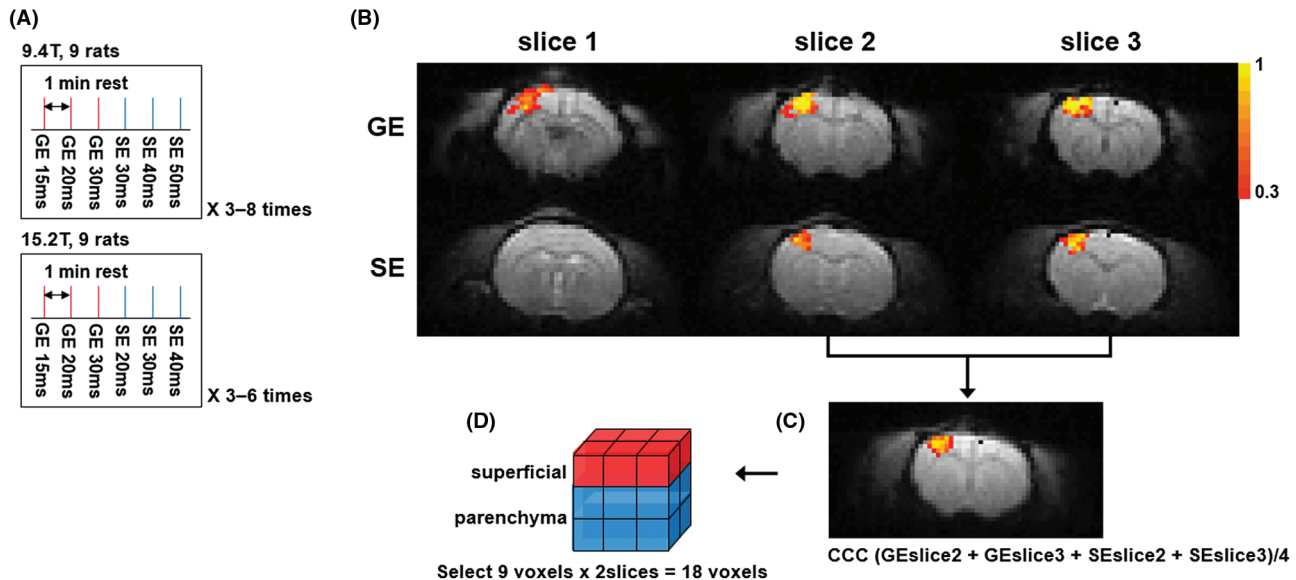 (A)
9.4T, 9 rats
1 min rest
GE 15ms
GE 20ms
GE 30ms
SE 30ms
SE 40ms
SE 50ms
X 3–8 times
15.2T, 9 rats
1 min rest
GE 15ms
GE 20ms
GE 30ms
SE 20ms
SE 30ms
SE 40ms
X 3–6 times
(B)
slice 1
slice 2
slice 3
GE
SE
1
0.3
(C)
CCC (GEslice2 + GEslice3 + SEslice2 + SEslice3)/4
(D)
superficial
parenchyma
Select 9 voxels x 2slices = 18 voxels